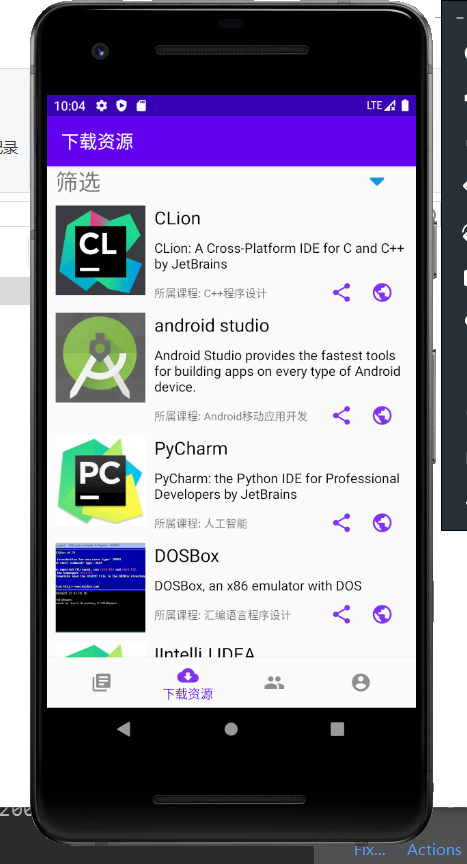 10:04
LTE
下载资源
筛选
CL
CLion
CLion: A Cross-Platform IDE for C and C++
by JetBrains
所属课程: C++程序设计
android studio
Android Studio provides the fastest tools
for building apps on every type of Android
device.
所属课程: Android移动应用开发
PC
PyCharm
PyCharm: the Python IDE for Professional
Developers by JetBrains
所属课程: 人工智能
DOSBox
DOSBox, an x86 emulator with DOS
所属课程: 汇编语言程序设计
IIntelliJ IDEA
下载资源
记录
Fix...
Actions